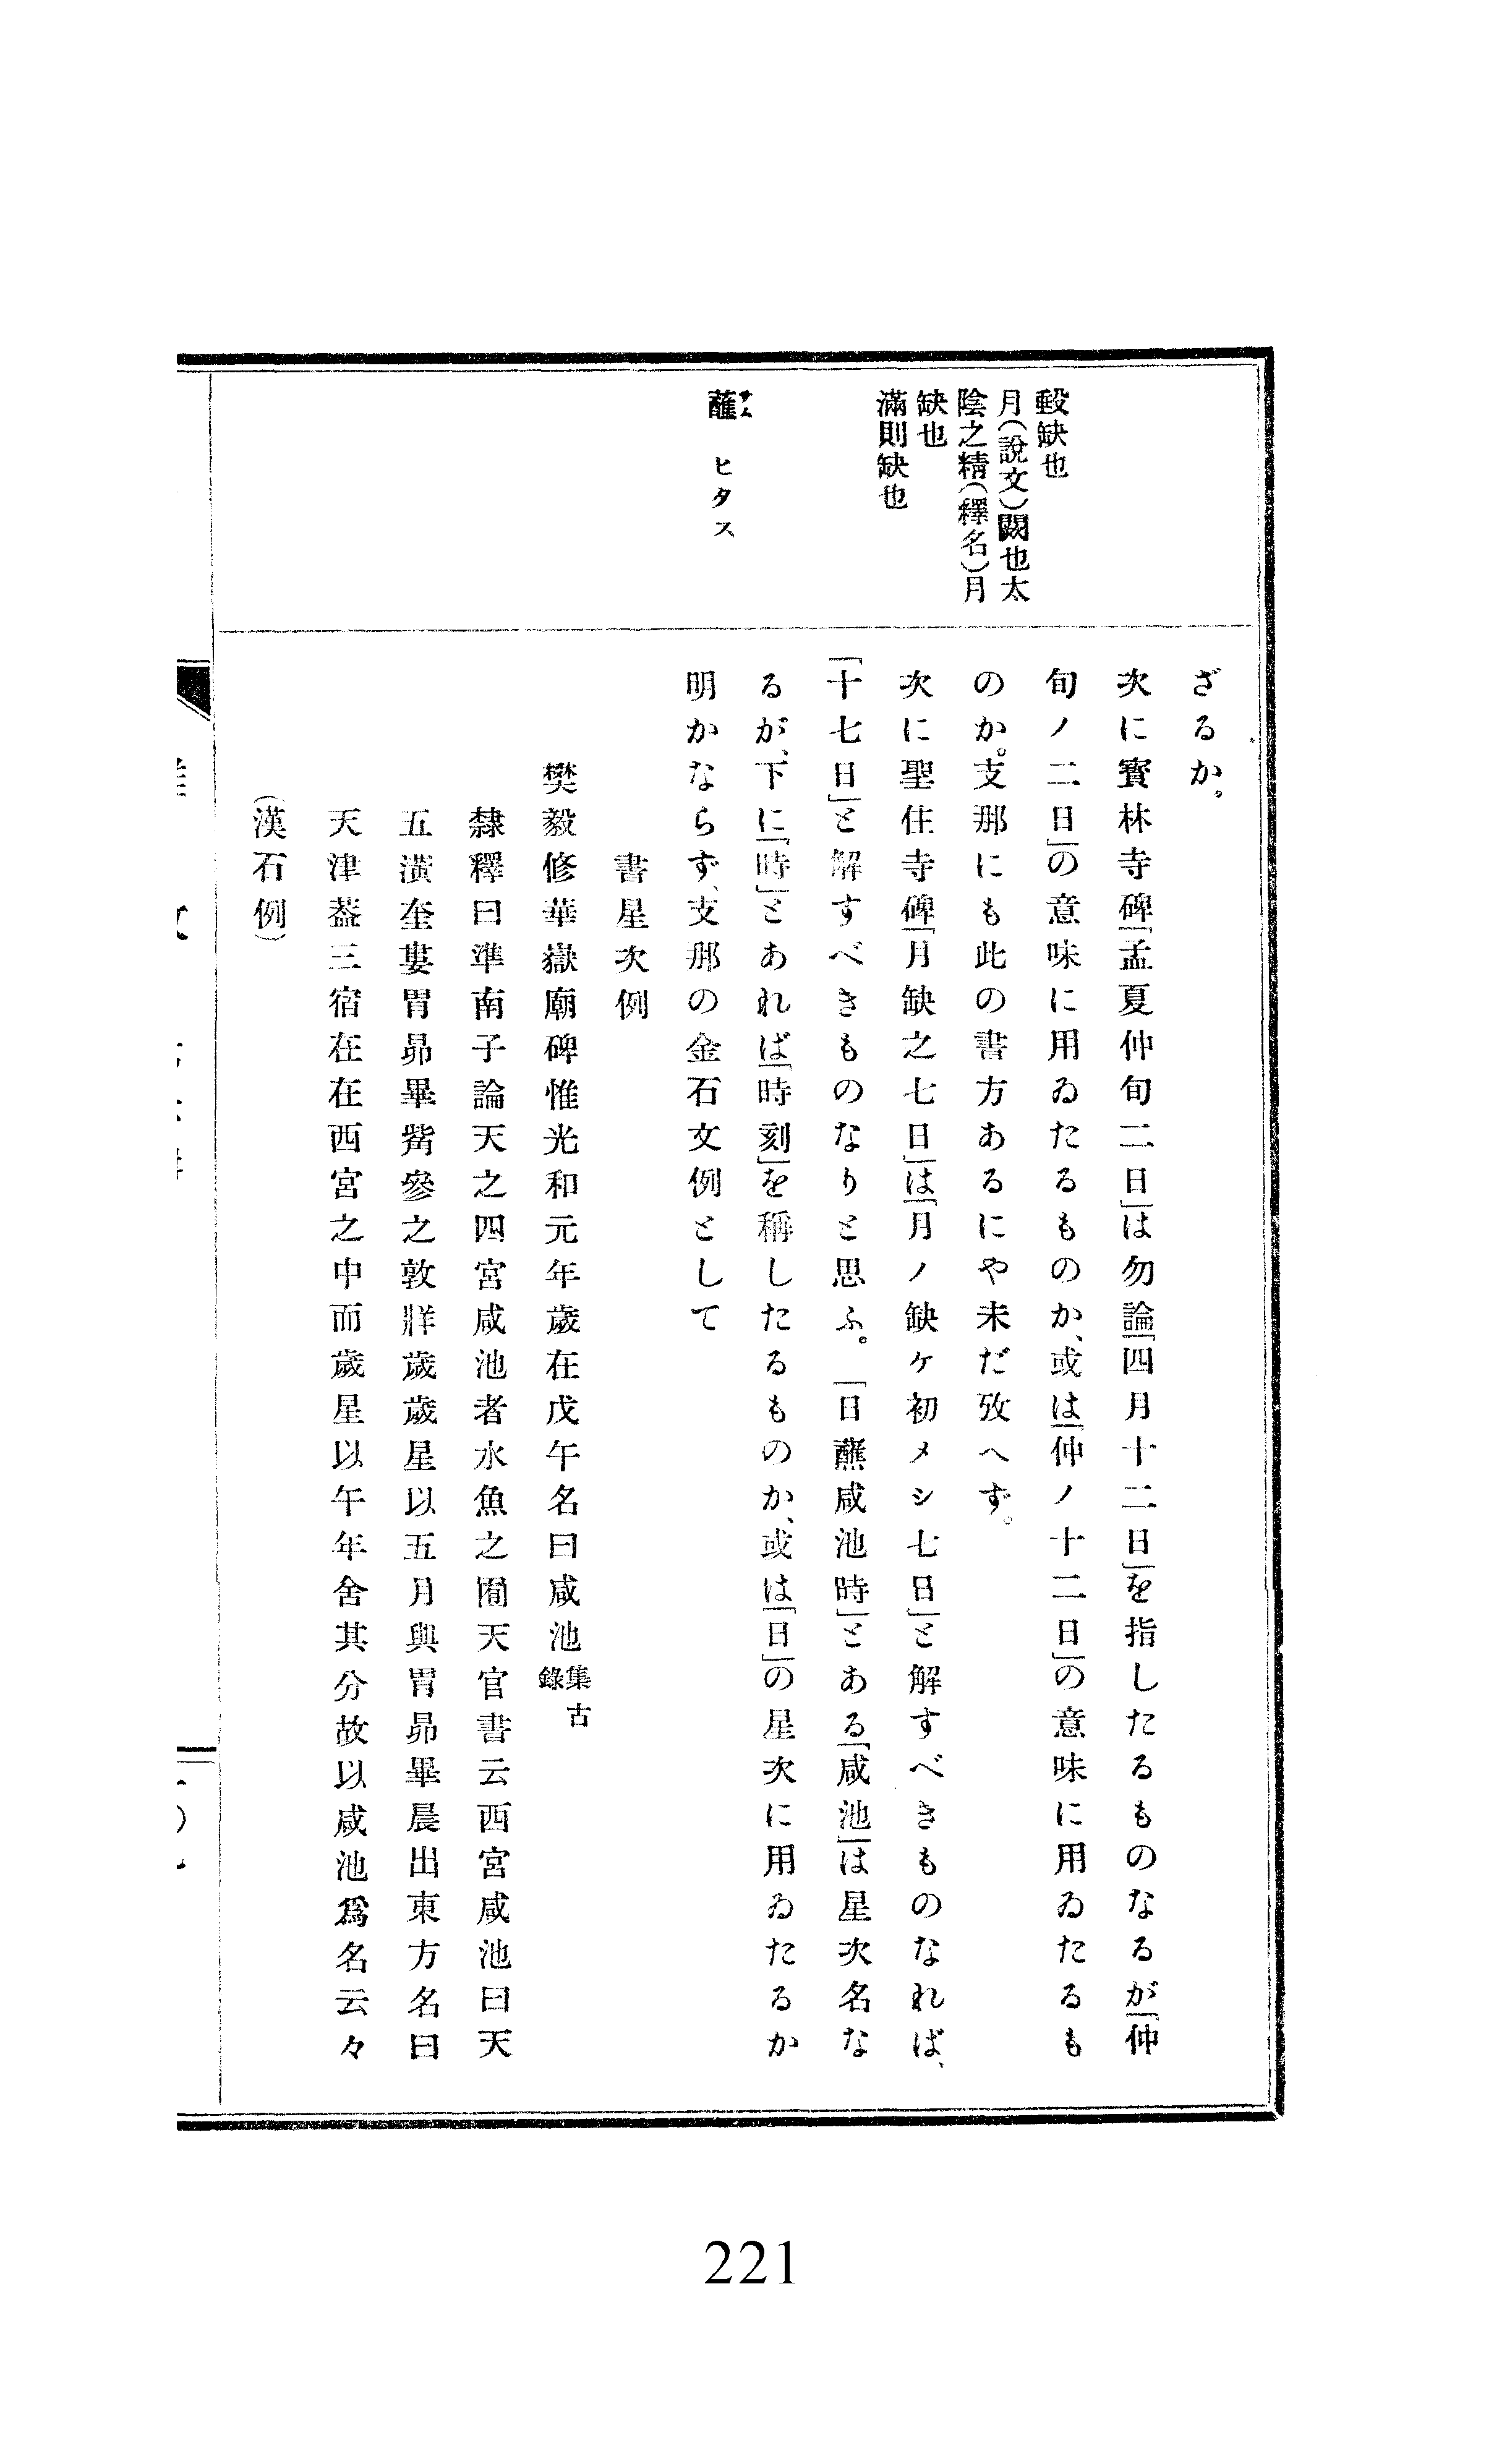 毀缺也
月(說文)闕也太
陰之精(釋名)月
缺也
滿則缺也
蘸 ヒタス
ざるか。
次に寶林寺碑「孟夏仲旬二日」は勿論「四月十二日」を指したるものなるが「仲
旬ノ二日」の意味に用ゐたるものか、或は「仲ノ十二日」の意味に用ゐたるも
のか。支那にも此の書方あるにや未だ攷へず。
次に聖住寺碑「月缺之七日」は「月ノ缺ケ初メシ七日」と解すべきものなれば、
「十七日」と解すべきものなりと思ふ。「日蘸咸池時」とある「咸池」は星次名な
るが、下に「時」とあれば「時刻」を稱したるものか、或は「日」の星次に用ゐたるか
明かならず、支那の金石文例として
書星次例
樊毅修華嶽廟碑惟光和元年歲在戊午名曰咸池集古錄
隸釋曰準南子論天之四宮咸池者水魚之囿天官書云西宮咸池曰天
五潢奎婁胃昴畢觜參之敦牂歲歲星以五月與胃昴畢晨出東方名曰
天津葢三宿在在西宮之中而歲星以午年舍其分故以咸池爲名云々
(漢石例)
221